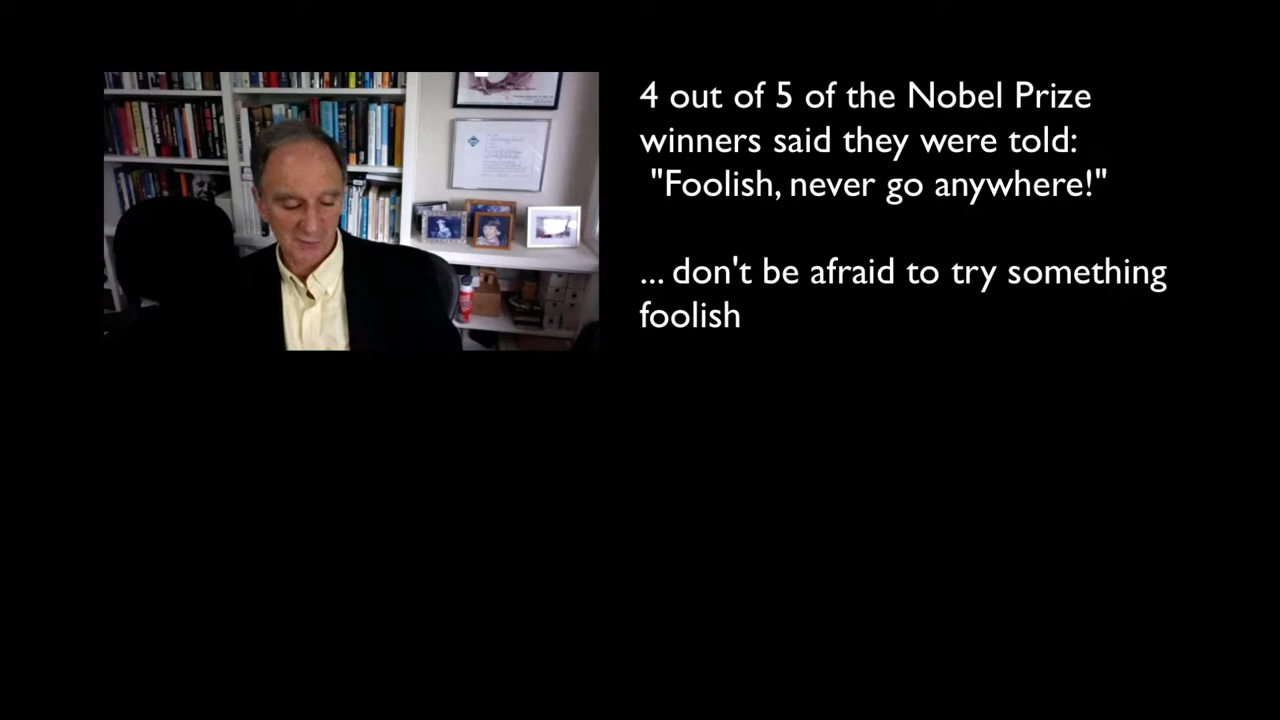 4 out of 5 of the Nobel Prize
winners said they were told:
"Foolish, never go anywhere!"
... don't be afraid to try something
foolish